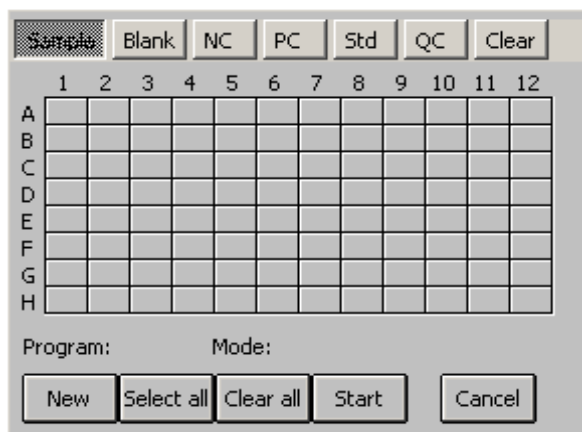 Sample Blank NC PC Std QC Clear
1 2 3 4 5 6 7 8 9 10 11 12
A
B
C
D
E
F
G
H
Program: Mode:
New Select all Clear all Start Cancel